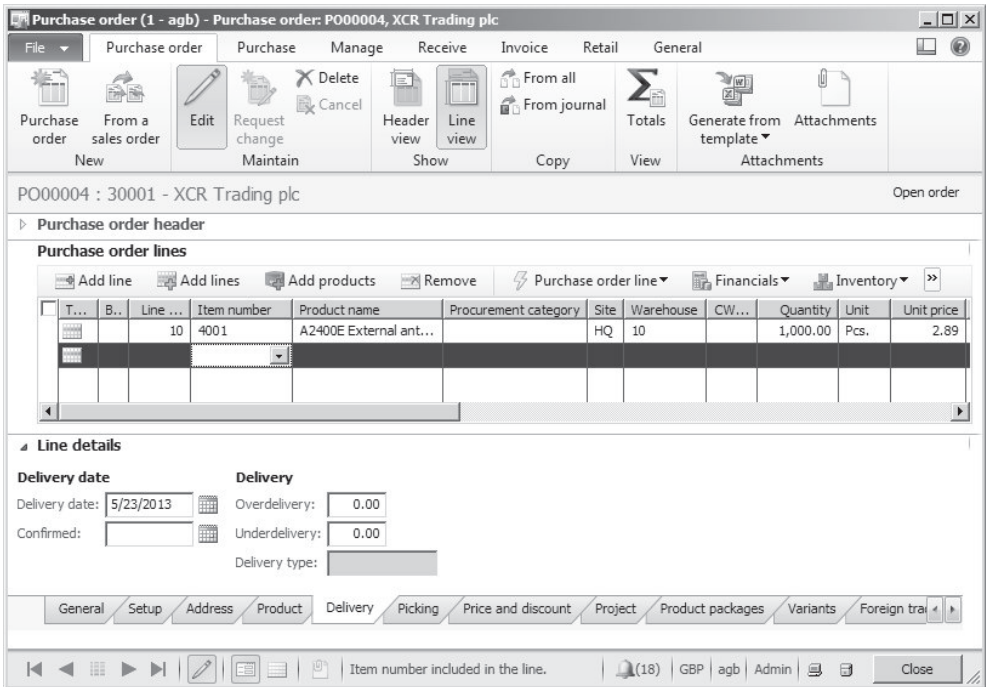 Purchase order (1 - agb) - Purchase order: PO00004, XCR Trading plc
File Purchase order Purchase Manage Receive Invoice Retail General
Purchase order
From a sales order
New
Edit
Request change
Delete
Cancel
Maintain
Header view
Line view
Show
From all
From journal
Copy
Totals
View
Generate from template
Attachments
Attachments
PO00004 : 30001 - XCR Trading plc Open order
Purchase order header
Purchase order lines
Add line Add lines Add products Remove Purchase order line Financials Inventory >>
T... B.. Line ... Item number Product name Procurement category Site Warehouse CW... Quantity Unit Unit price
10 4001 A2400E External ant... HQ 10 1,000.00 Pcs. 2.89
Line details
Delivery date Delivery
Delivery date: 5/23/2013 Overdelivery: 0.00
Confirmed: Underdelivery: 0.00
Delivery type:
General Setup Address Product Delivery Picking Price and discount Project Product packages Variants Foreign tra
Item number included in the line. (18) GBP agb Admin Close